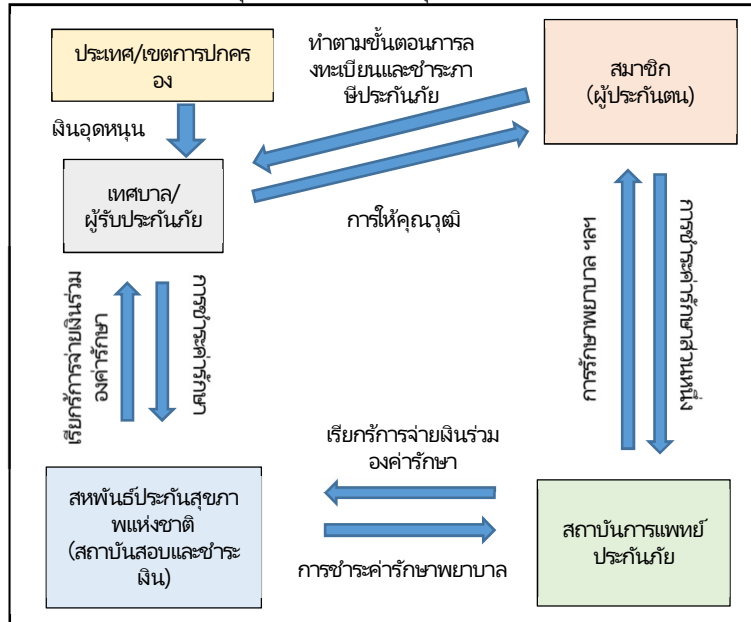 ประเทศ/เขตการปกคร
อง
ทำตามขั้นตอนการล
งทะเบียนและชำระภา
ษีประกันภัย
สมาชิก
(ผู้ประกันตน)
เงินอุดหนุน
เทศบาล/
ผู้รับประกันภัย
การให้คุณวุฒิ
เรียกร้การจ่ายเงินร่วม
องค่ารักษา
การชำระค่ารักษา
การรักษาพยาบาล ฯลฯ
การชำระค่ารักษาส่วนหนึ่ง
เรียกร้การจ่ายเงินร่วม
องค่ารักษา
สหพันธ์ประกันสุขภา
พแห่งชาติ
(สถาบันสอบและชำระ
เงิน)
การชำระค่ารักษาพยาบาล
สถาบันการแพทย์
ประกันภัย